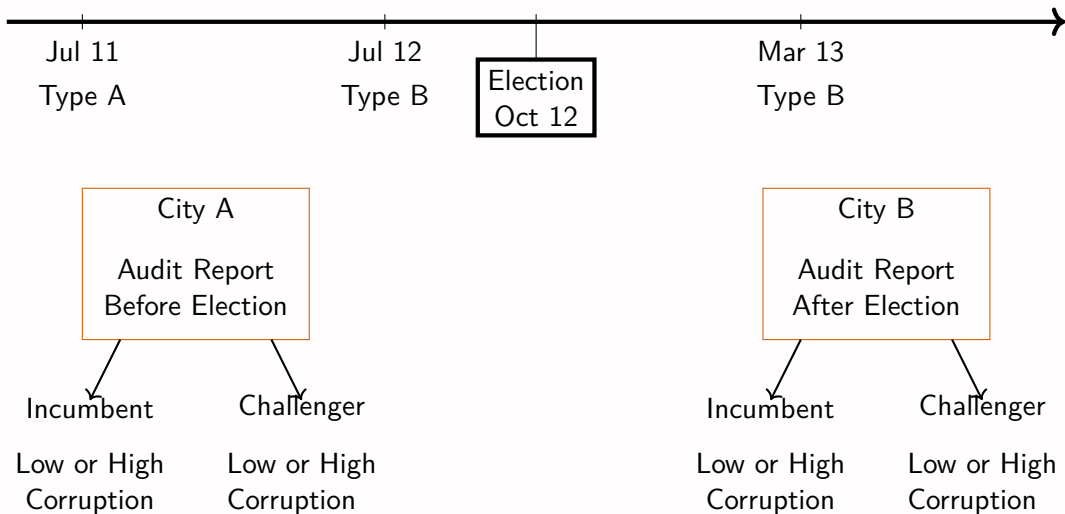 Jul 11
Type A
Jul 12
Type B
Election
Oct 12
Mar 13
Type B
City A
Audit Report
Before Election
Incumbent
Low or High
Corruption
Challenger
Low or High
Corruption
City B
Audit Report
After Election
Incumbent
Low or High
Corruption
Challenger
Low or High
Corruption